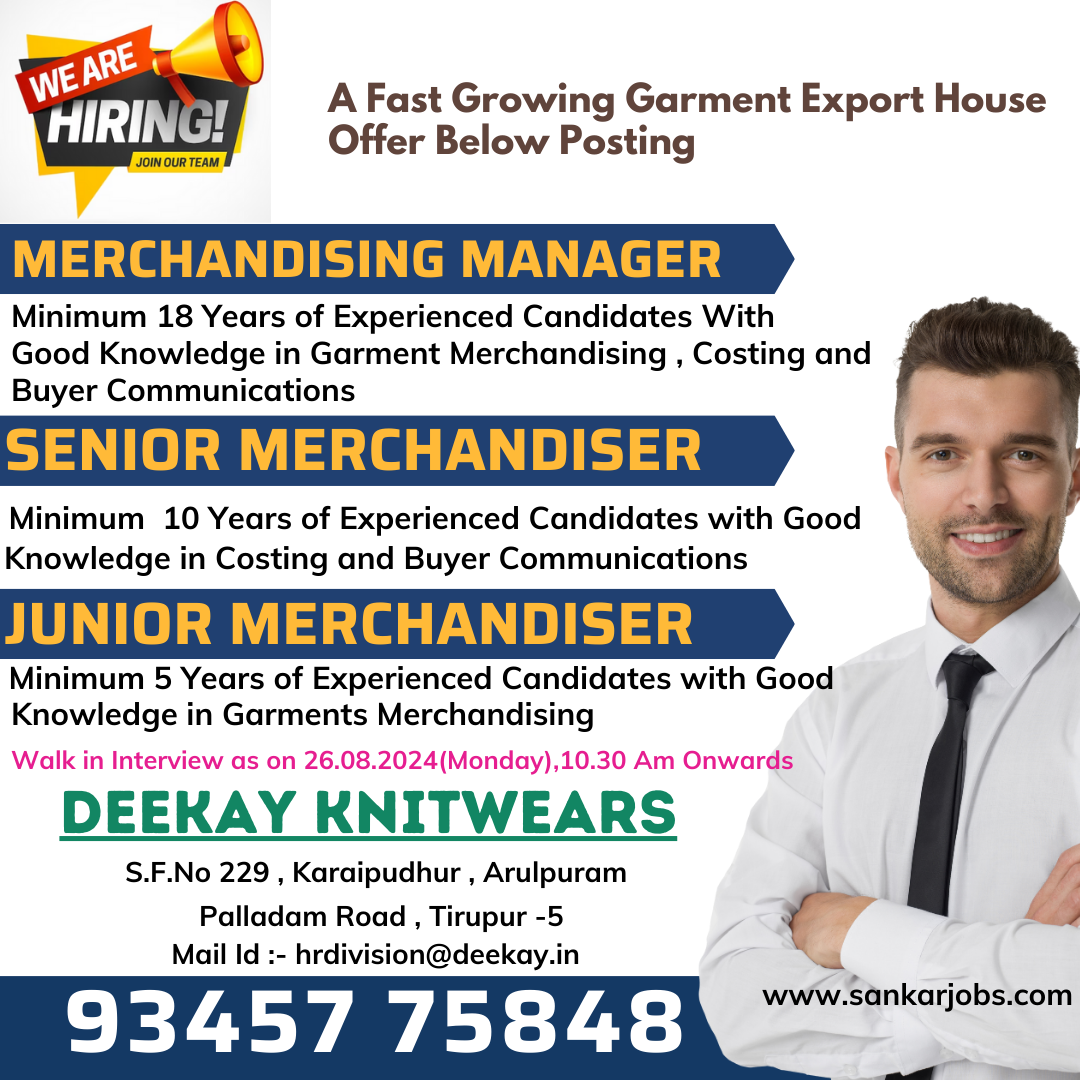 WE ARE
HIRING!
JOIN OUR TEAM
A Fast Growing Garment Export House
Offer Below Posting
MERCHANDISING MANAGER
Minimum 18 Years of Experienced Candidates With
Good Knowledge in Garment Merchandising , Costing and
Buyer Communications
SENIOR MERCHANDISER
Minimum  10 Years of Experienced Candidates with Good
Knowledge in Costing and Buyer Communications
JUNIOR MERCHANDISER
Minimum 5 Years of Experienced Candidates with Good
Knowledge in Garments Merchandising
Walk in Interview as on 26.08.2024(Monday),10.30 Am Onwards
DEEKAY KNITWEARS
S.F.No 229 , Karaipudhur , Arulpuram
Palladam Road , Tirupur -5
Mail Id :- hrdivision@deekay.in
93457 75848
www.sankarjobs.com